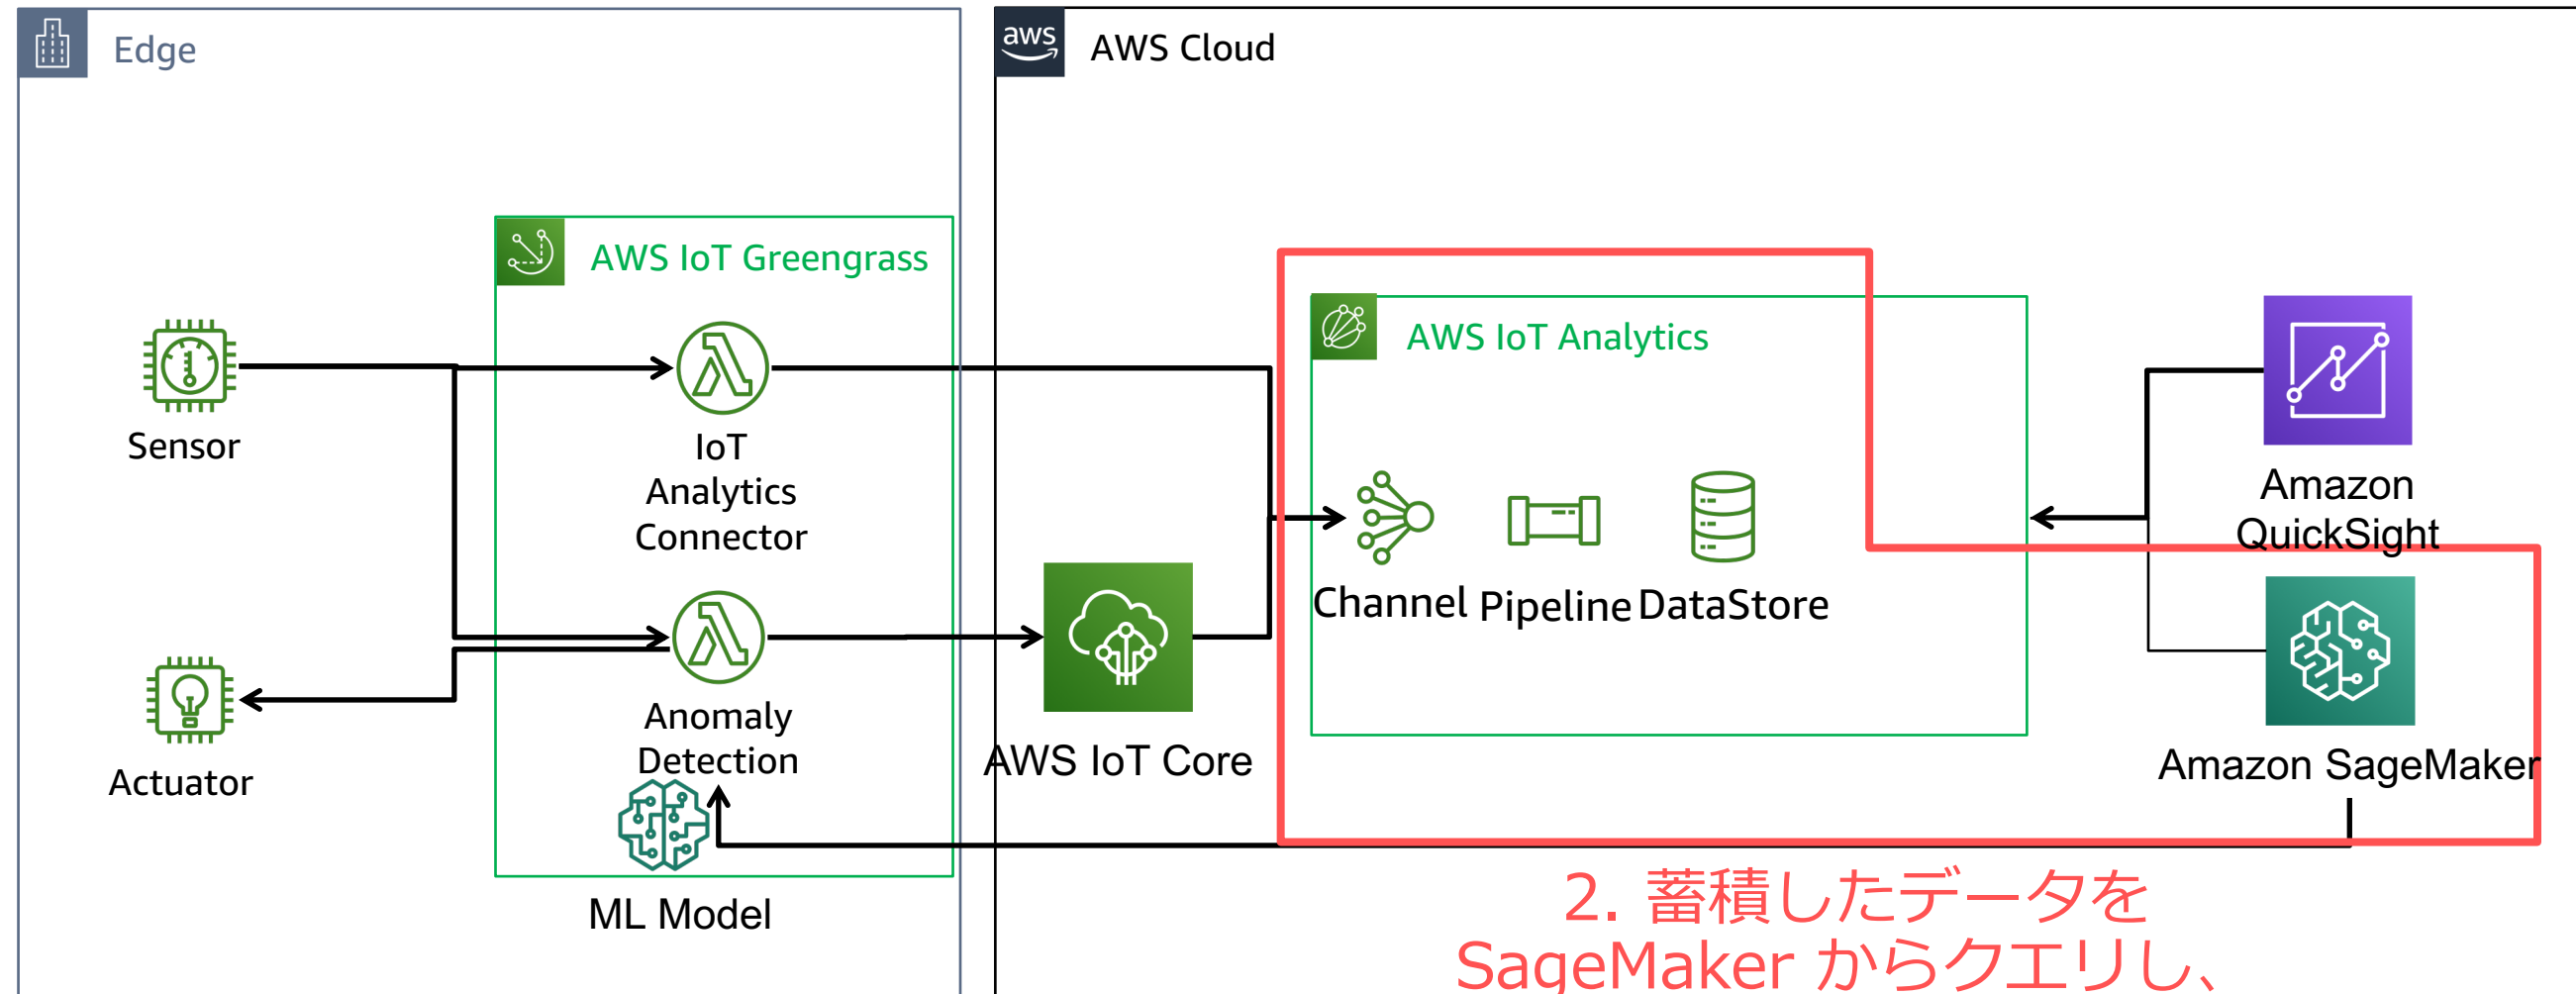 Edge
aws
AWS Cloud
AWS IoT Greengrass
AWS IoT Analytics
Sensor
IoT
Analytics
Connector
Amazon
QuickSight
Channel
Pipeline
DataStore
Actuator
Anomaly
Detection
AWS IoT Core
Amazon SageMaker
ML Model
2. 蓄積したデータを
SageMaker からクエリし、